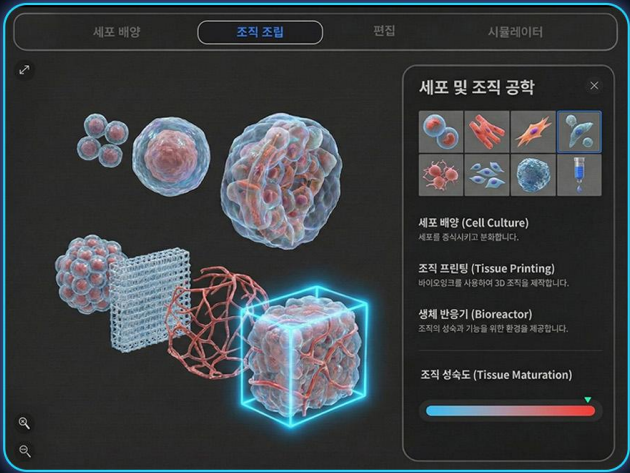 세포 배양
조직 조립
편집
시뮬레이터
세포 및 조직 공학
세포 배양 (Cell Culture)
세포를 증식시키고 분화합니다.
조직 프린팅 (Tissue Printing)
바이오잉크를 사용하여 3D 조직을 제작합니다.
생체 반응기 (Bioreactor)
조직의 성숙과 기능을 위한 환경을 제공합니다.
조직 성숙도 (Tissue Maturation)